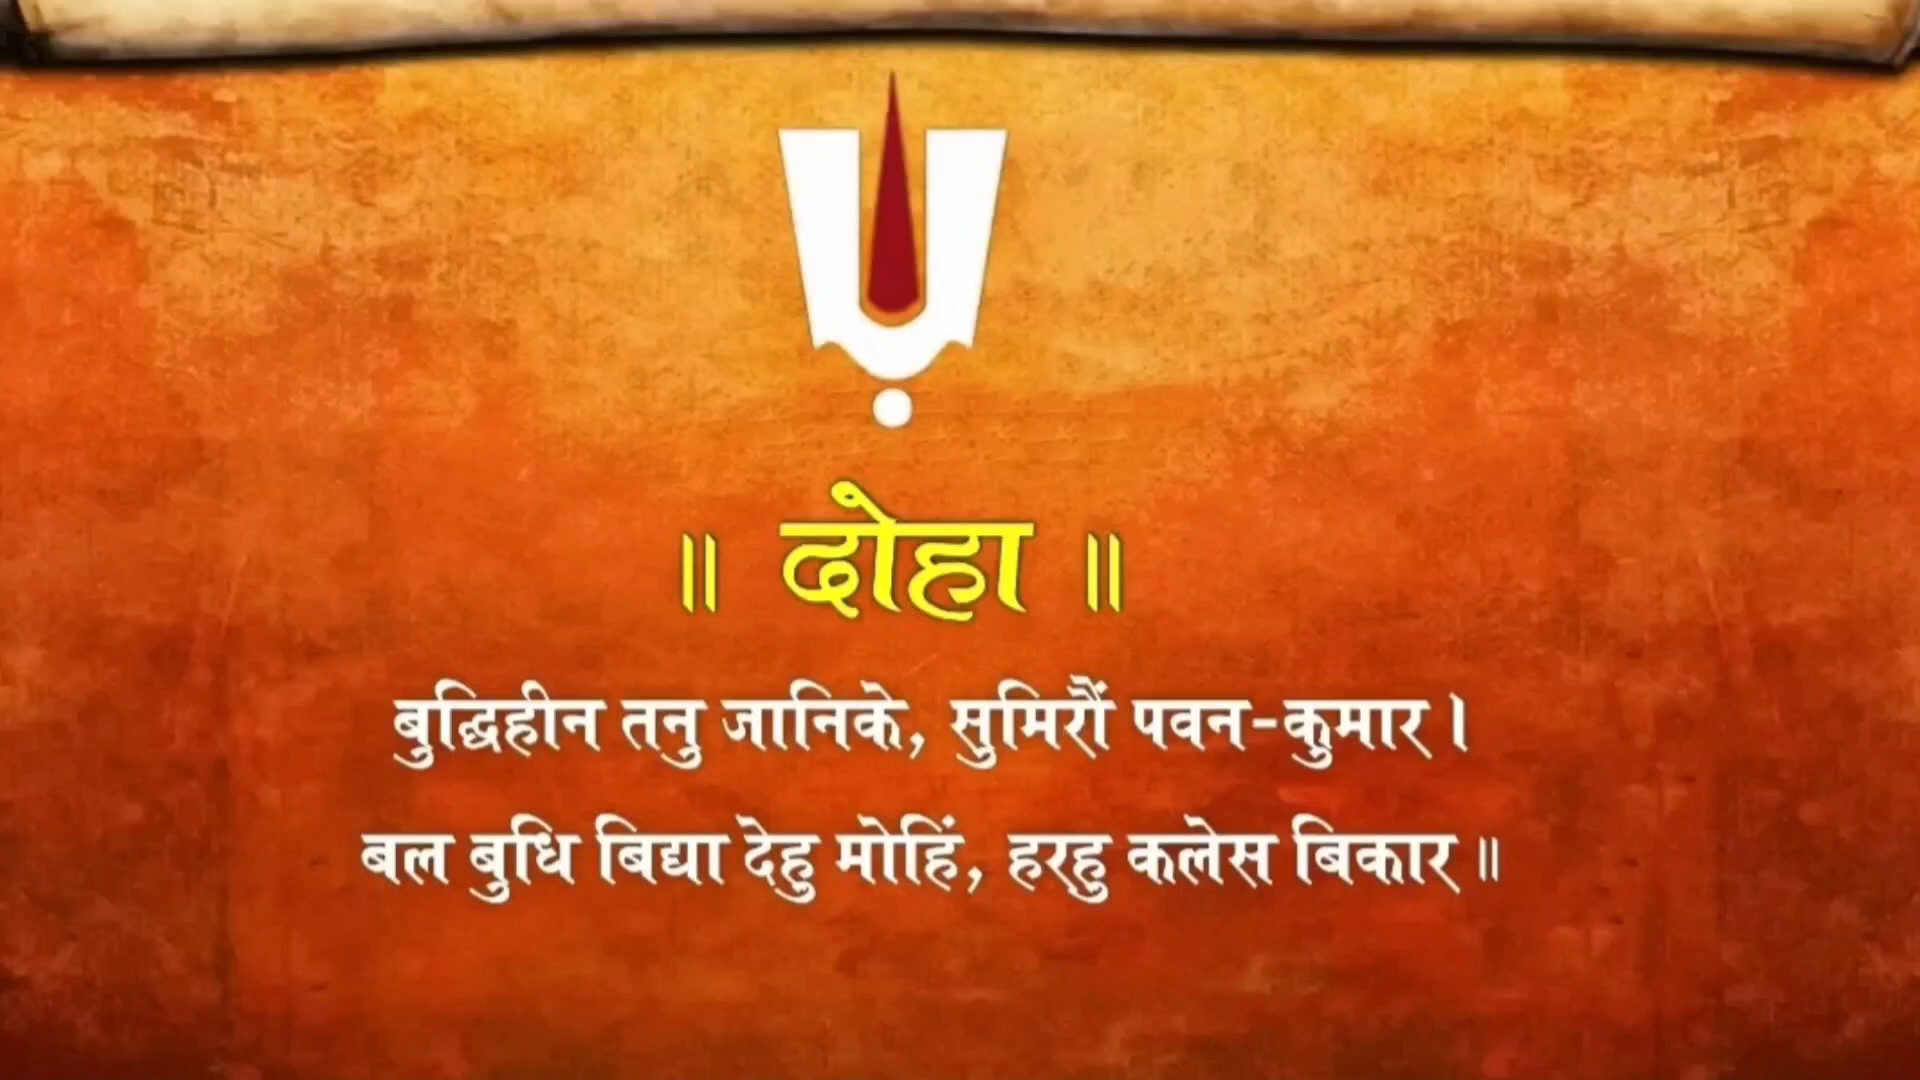 ॥ दोहा ॥
बुद्धिहीन तनु जानिके, सुमिरौं पवन-कुमार।
बल बुधि बिद्या देहु मोहिं, हरहु कलेस बिकार॥